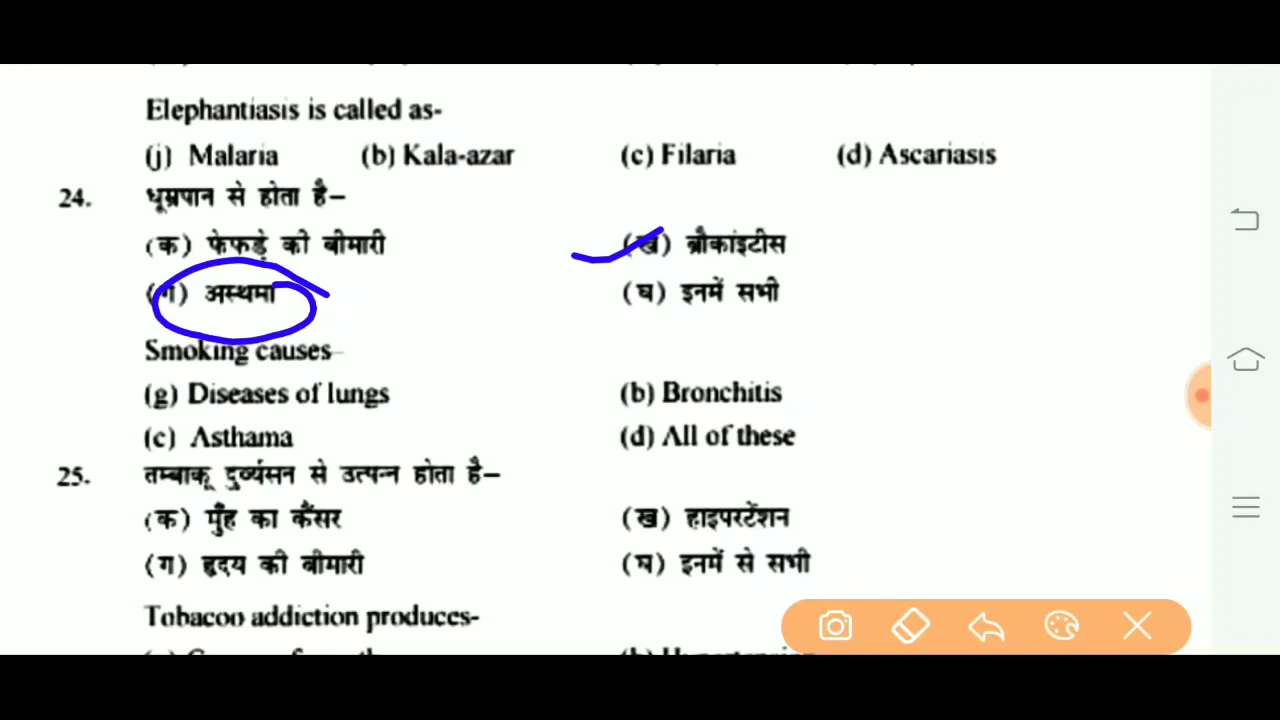 Elephantiasis is called as-
(j) Malaria (b) Kala-azar (c) Filaria (d) Ascariasis
24. धूम्रपान से होता है–
(क) फेफड़े की बीमारी (ख) ब्रौकांइटीस
(ग) अस्थमा (घ) इनमें सभी
Smoking causes–
(g) Diseases of lungs (b) Bronchitis
(c) Asthama (d) All of these
25. तम्बाकू दुर्व्यसन से उत्पन्न होता है–
(क) मुँह का कैंसर (ख) हाइपरटेंशन
(ग) हृदय की बीमारी (घ) इनमें से सभी
Tobacoo addiction produces-